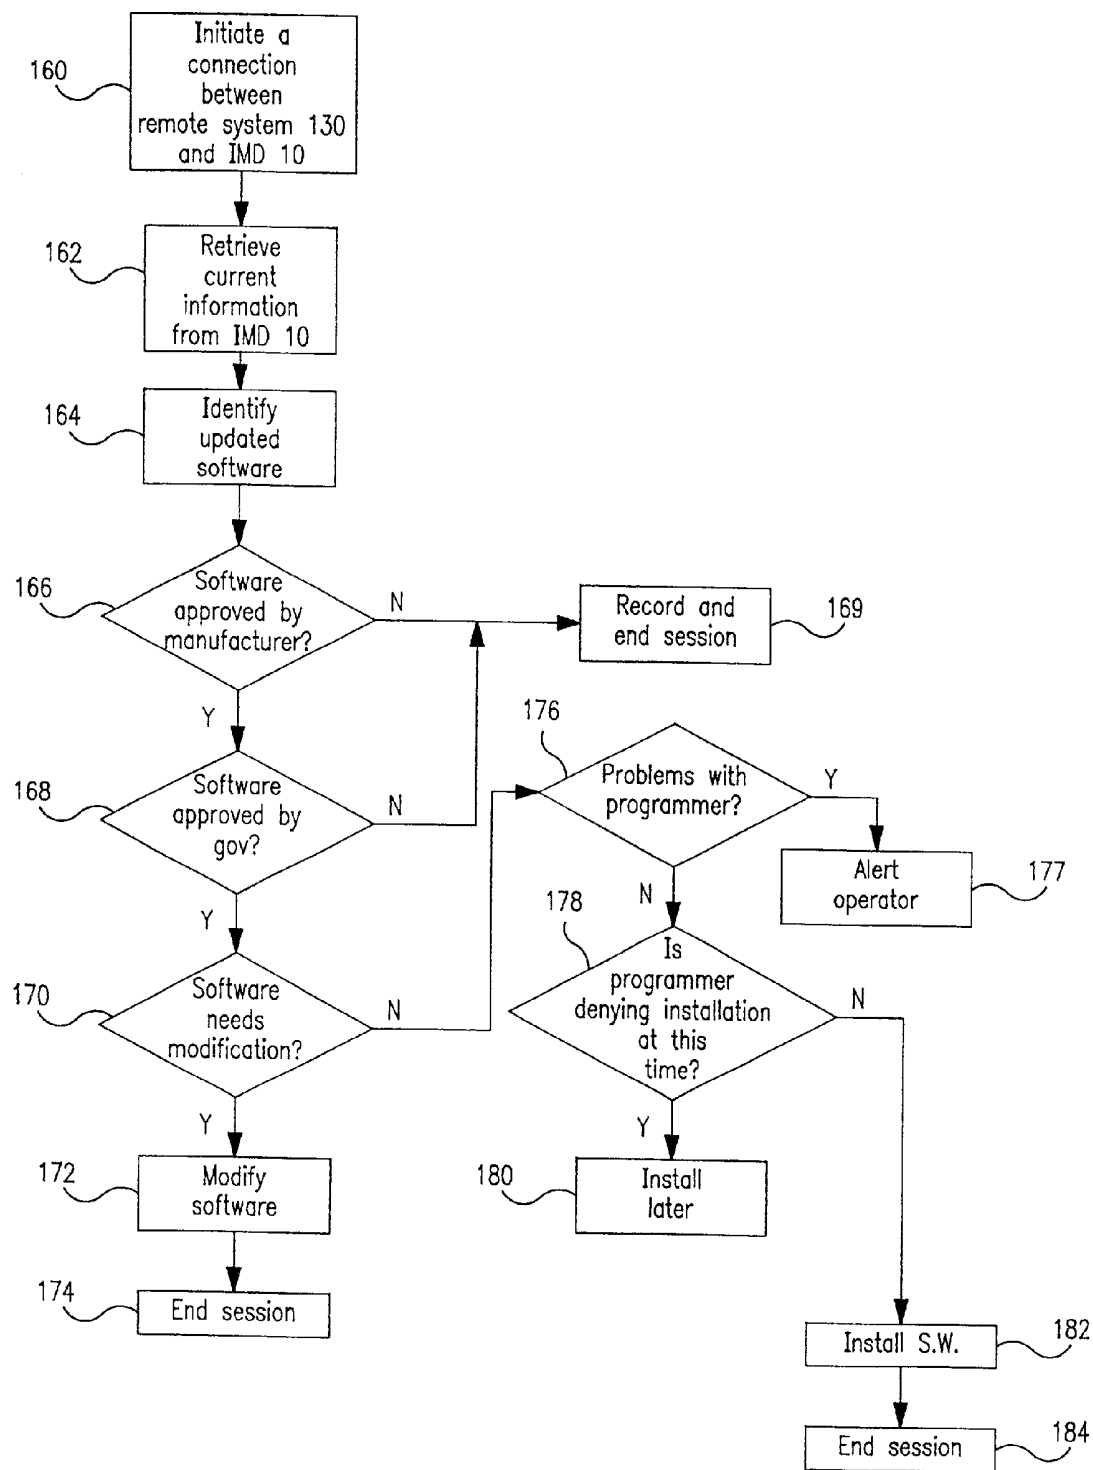 Initiate a
connection
between
remote system 130
and IMD 10
160
Retrieve
current
information
from IMD 10
162
Identify
updated
software
164
Software
approved by
manufacturer?
166
N
Y
Record and
end session
169
Software
approved by
gov?
168
N
Y
Software
needs
modification?
170
N
Y
Modify
software
172
End session
174
Problems with
programmer?
176
Y
N
Alert
operator
177
Is
programmer
denying installation
at this
time?
178
N
Y
Install
later
180
Install S.W.
182
End session
184